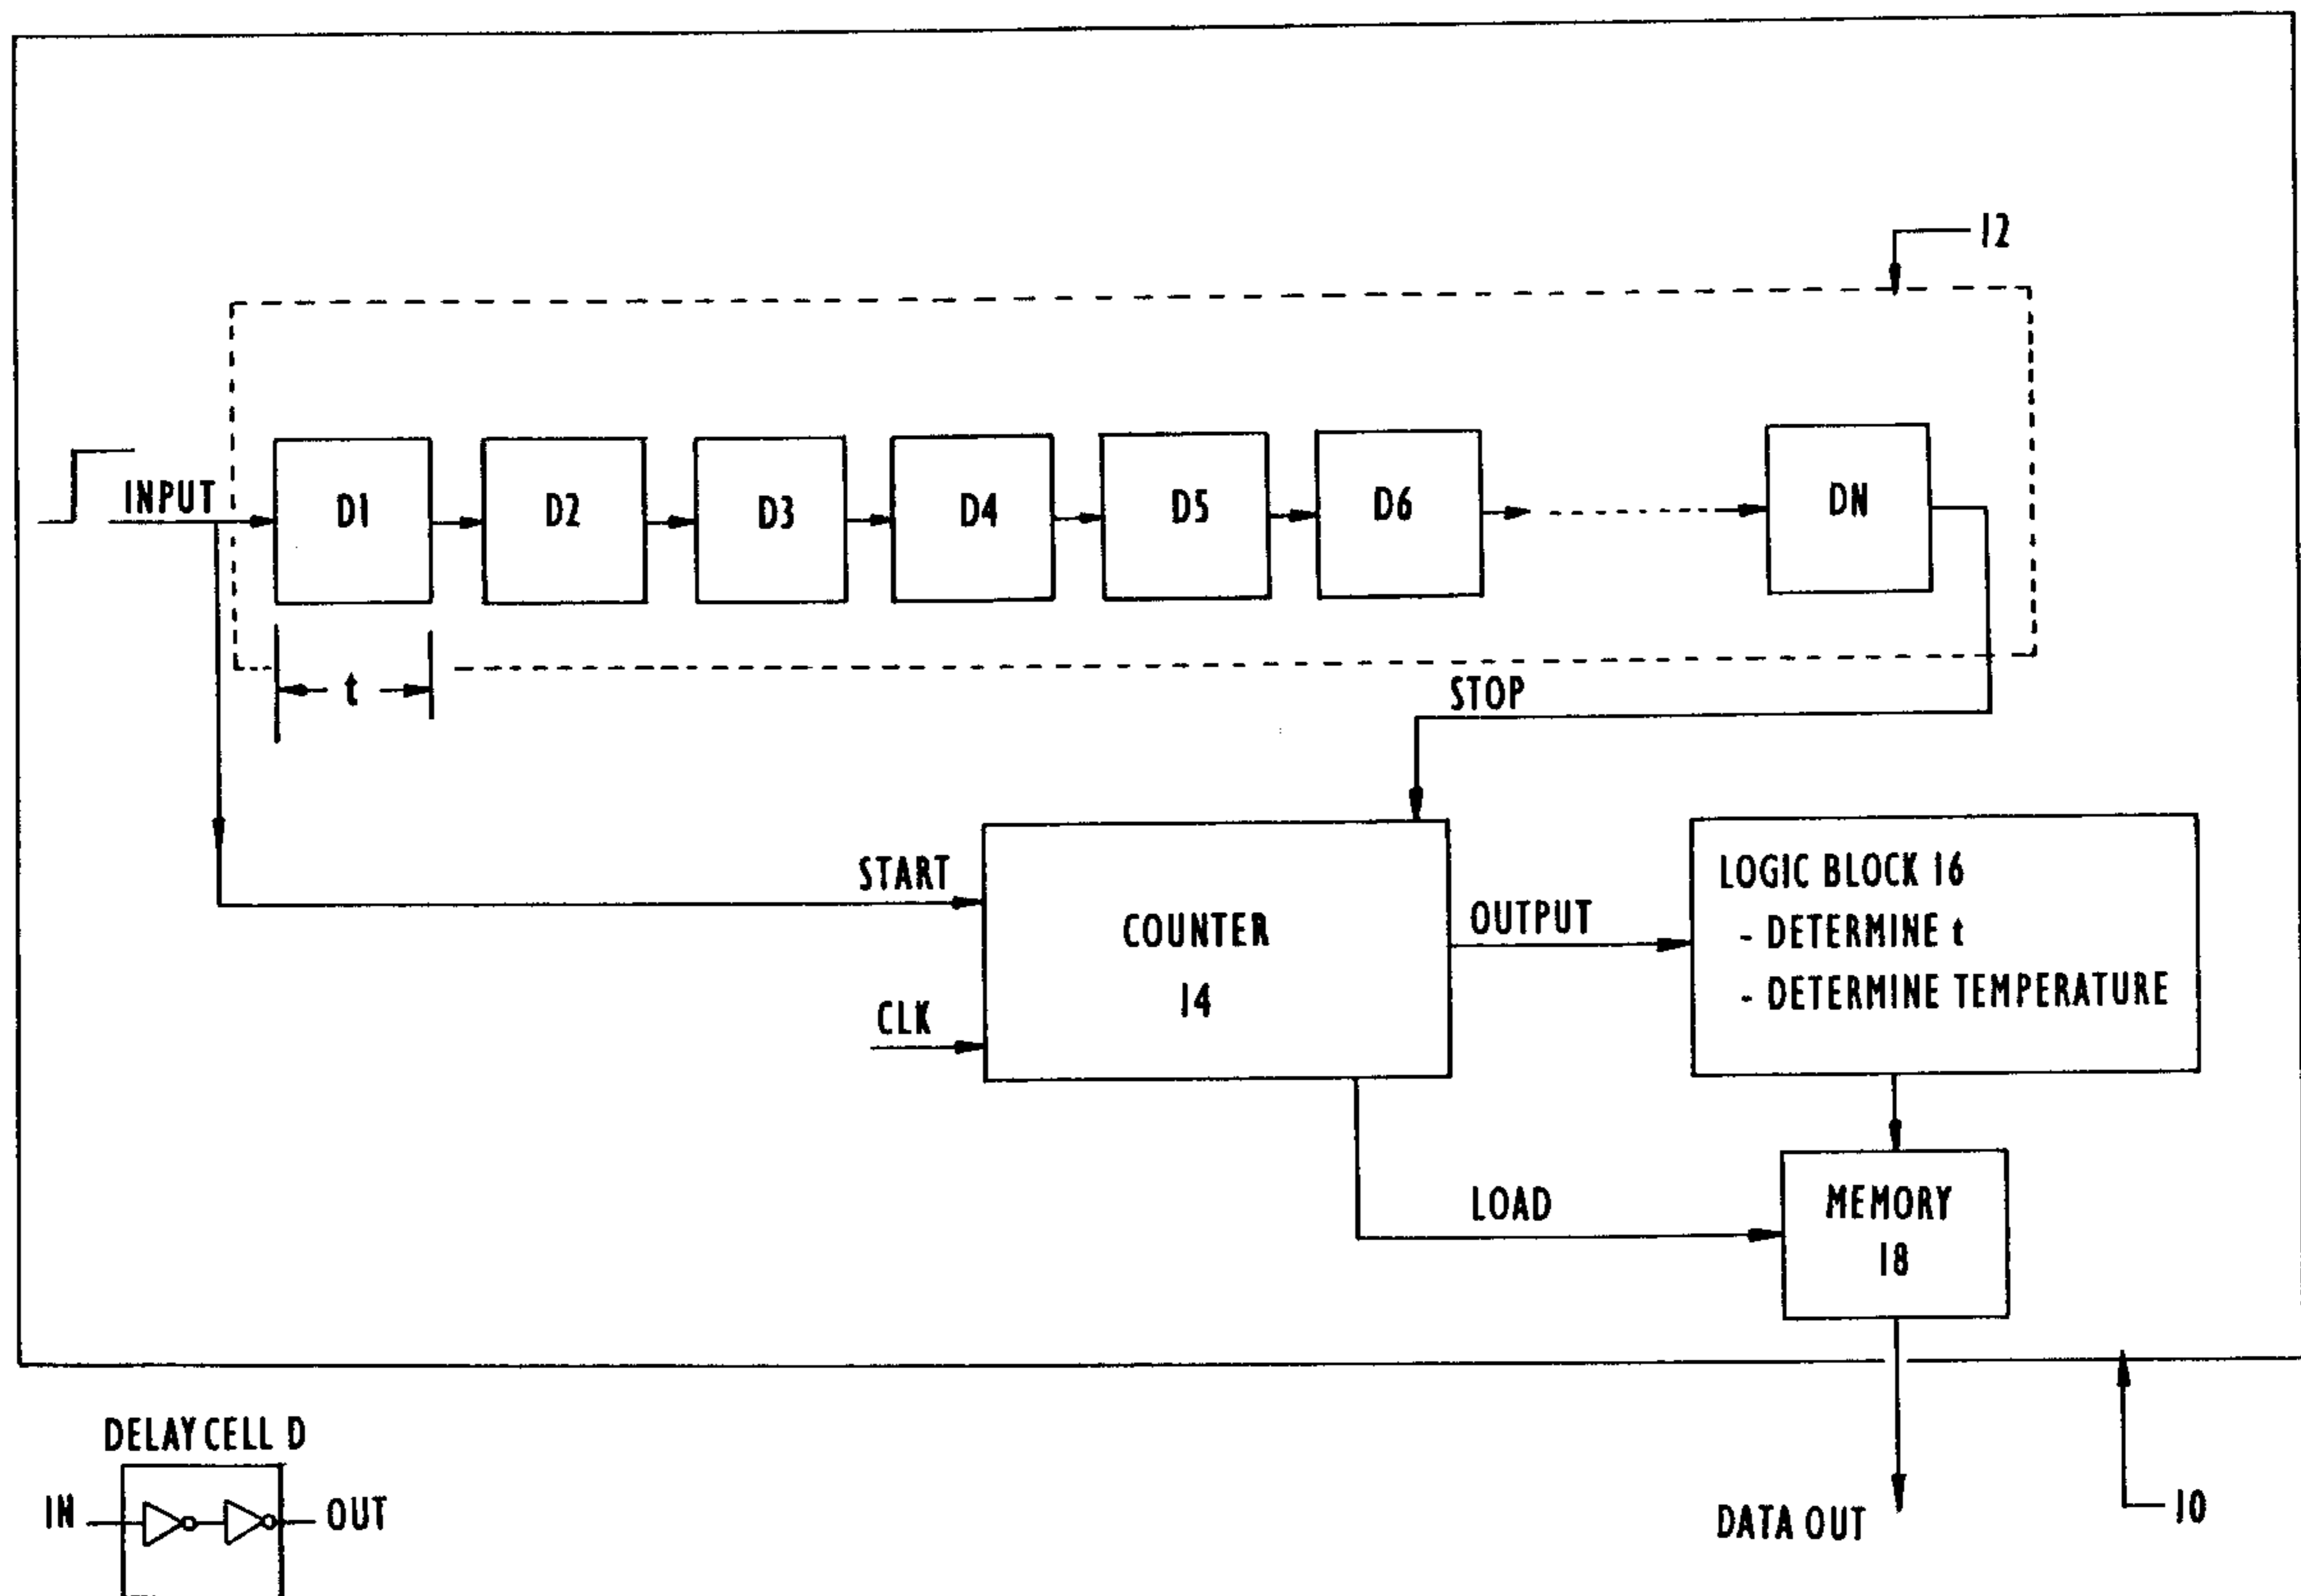 12
INPUT
D1
D2
D3
D4
D5
D6
DN
t
STOP
START
COUNTER
14
CLK
OUTPUT
LOGIC BLOCK 16
- DETERMINE t
- DETERMINE TEMPERATURE
LOAD
MEMORY
18
DELAY CELL D
IN
OUT
DATA OUT
10